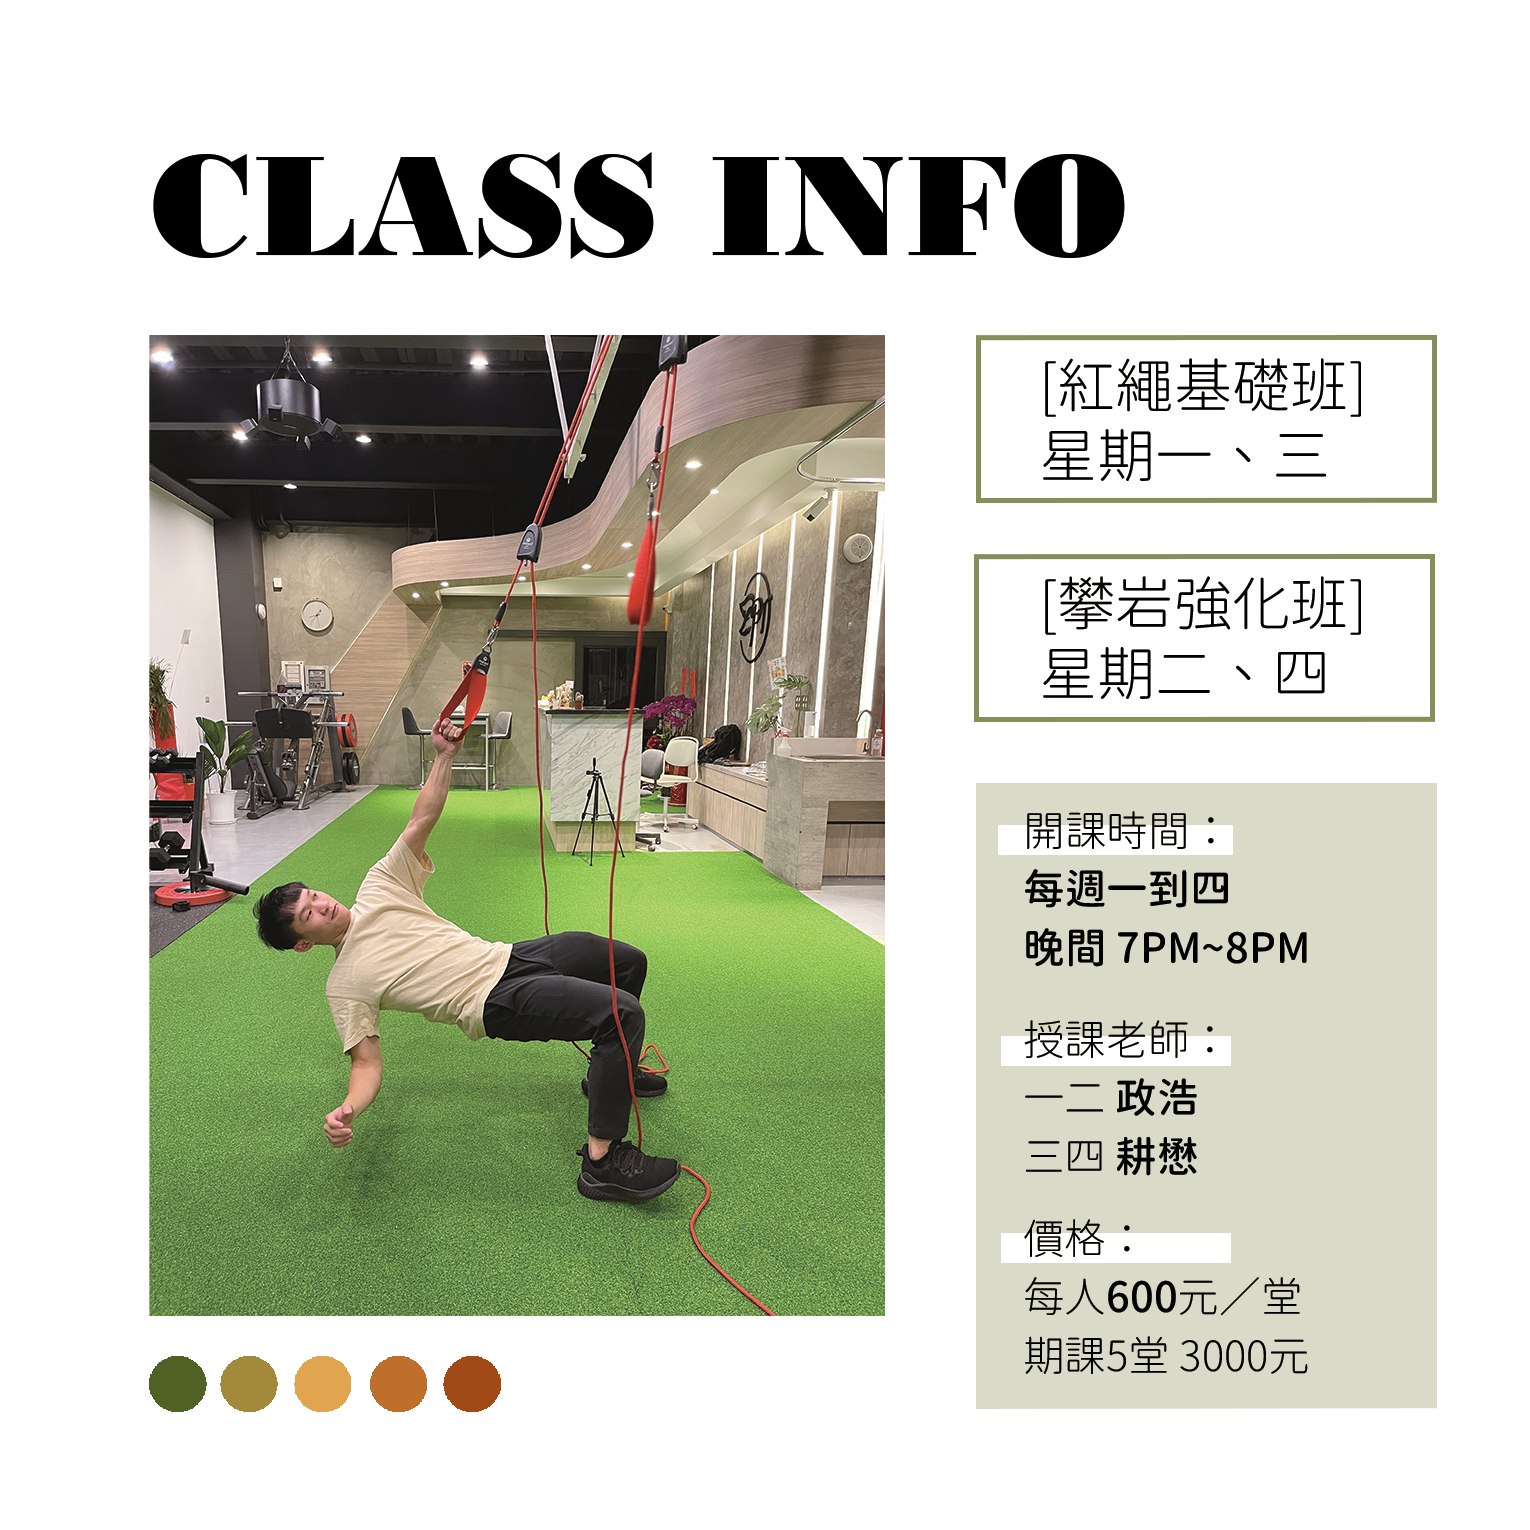 CLASS INFO
[紅繩基礎班]
星期一、三
[攀岩強化班]
星期二、四
開課時間：
每週一到四
晚間 7PM~8PM
授課老師：
一二 政浩
三四 耕懋
價格：
每人600元／堂
期課5堂 3000元